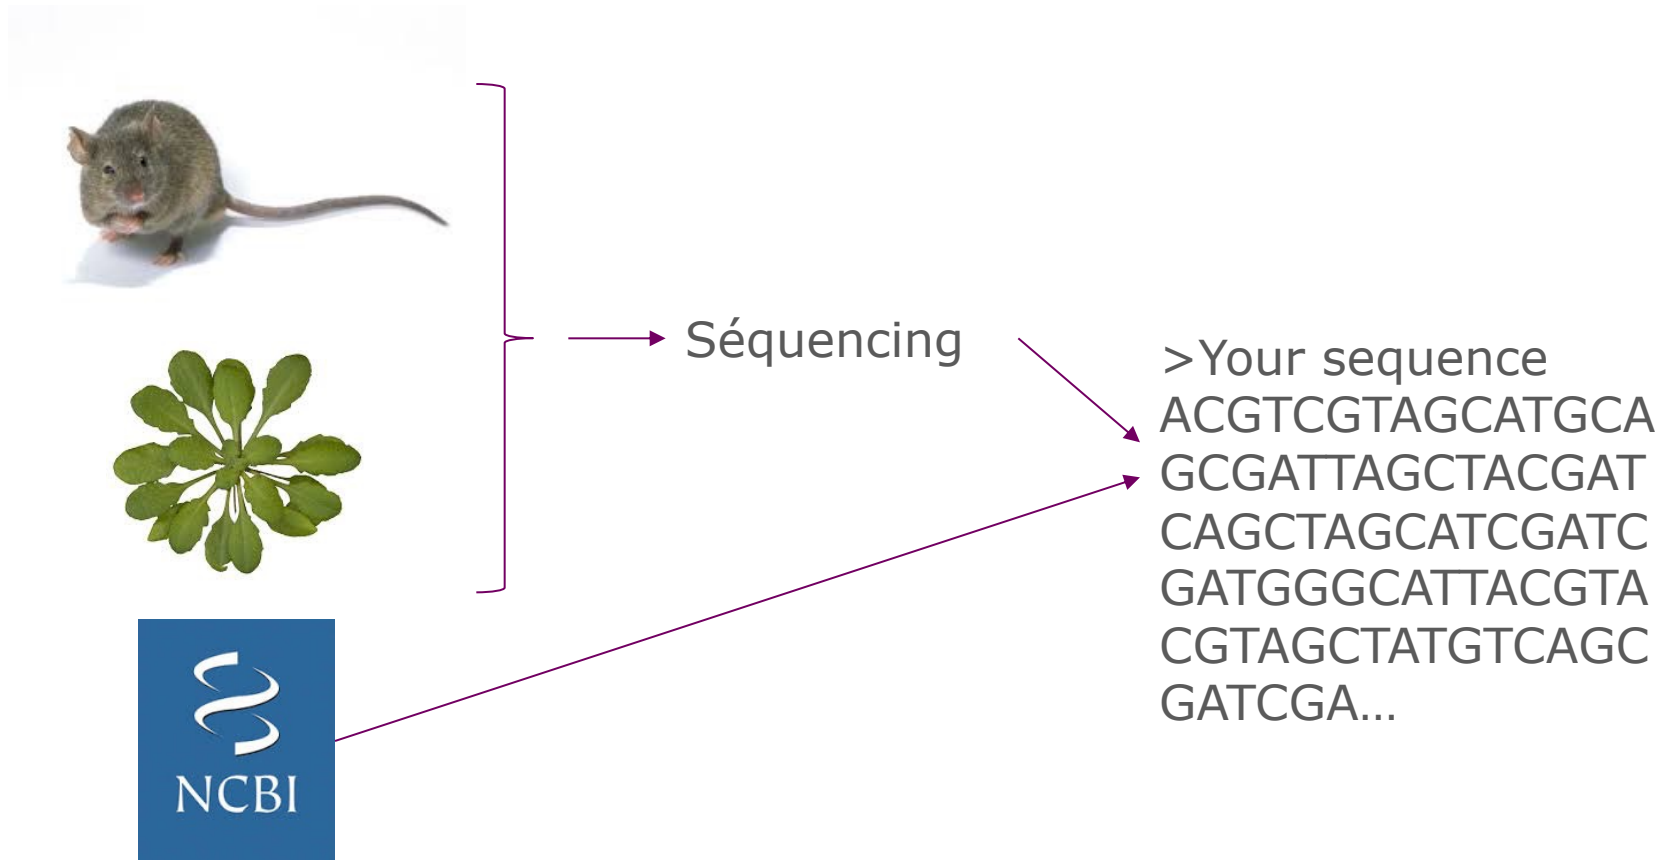 Séquencing
>Your sequence
ACGTCGTAGCATGCA
GCGATTAGCTACGAT
CAGCTAGCATCGATC
GATGGGCATTACGTA
CGTAGCTATGTCAGC
GATCGA…
NCBI